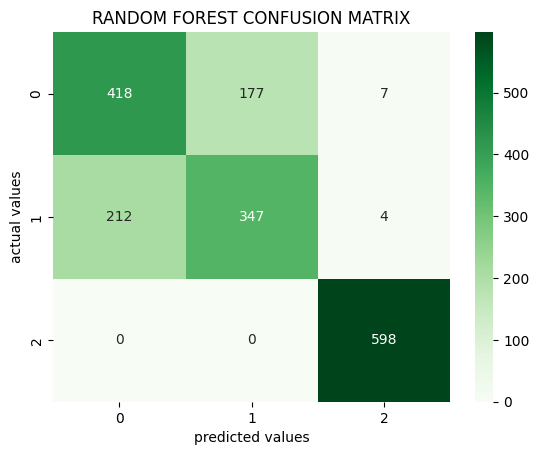 RANDOM FOREST CONFUSION MATRIX
actual values
0
418 177 7
1
212 347 4
2
0 0 598
0 1 2
predicted values
500
400
300
200
100
0